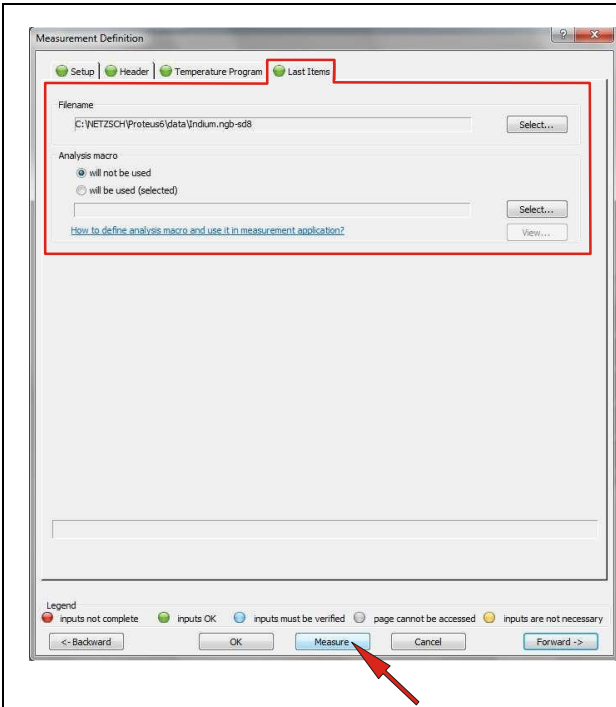 Measurement Definition
Setup Header Temperature Program Last Items
Filename
C:\NETZSCH\Proteus6\data\Indium.ngb-sd8 Select...
Analysis macro
will not be used
will be used (selected)
Select...
How to define analysis macro and use it in measurement application? View...
Legend
inputs not complete inputs OK inputs must be verified page cannot be accessed inputs are not necessary
<- Backward OK Measure Cancel Forward ->